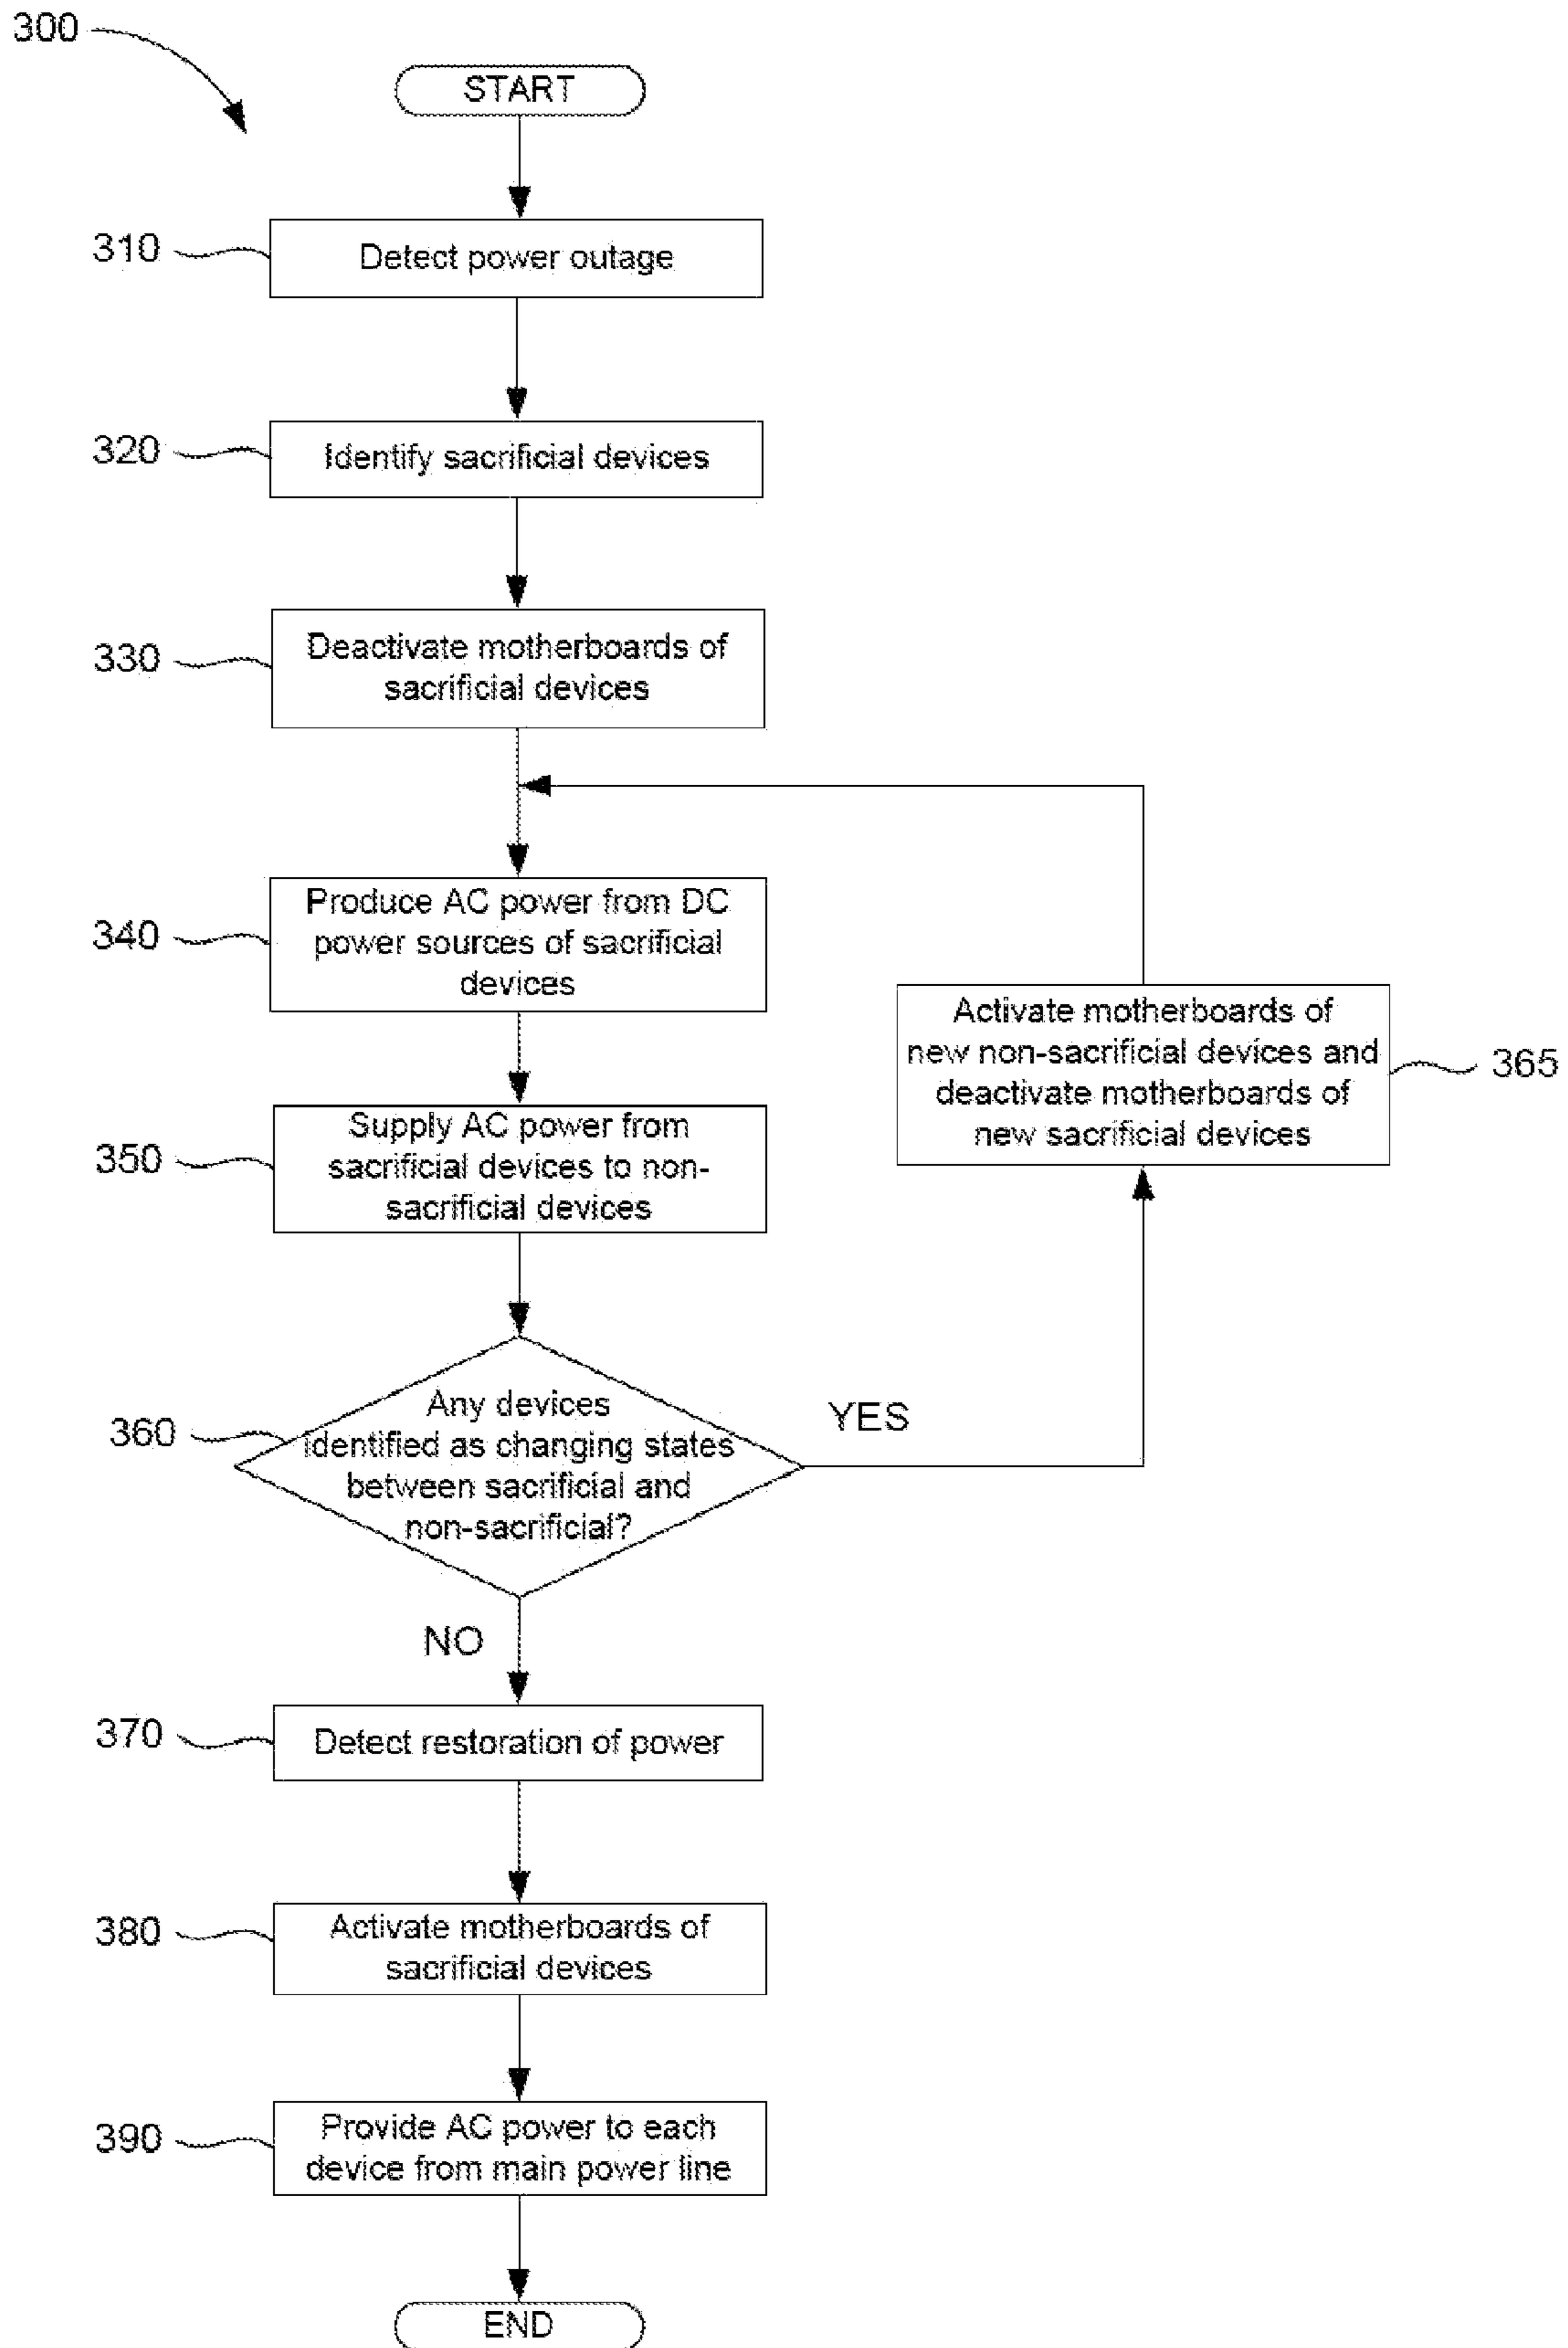 300
START
310
Detect power outage
320
Identify sacrificial devices
330
Deactivate motherboards of
sacrificial devices
340
Produce AC power from DC
power sources of sacrificial
devices
Activate motherboards of
new non-sacrificial devices and
deactivate motherboards of
new sacrificial devices
365
350
Supply AC power from
sacrificial devices to non-
sacrificial devices
360
Any devices
identified as changing states
between sacrificial and
non-sacrificial?
YES
NO
370
Detect restoration of power
380
Activate motherboards of
sacrificial devices
390
Provide AC power to each
device from main power line
END